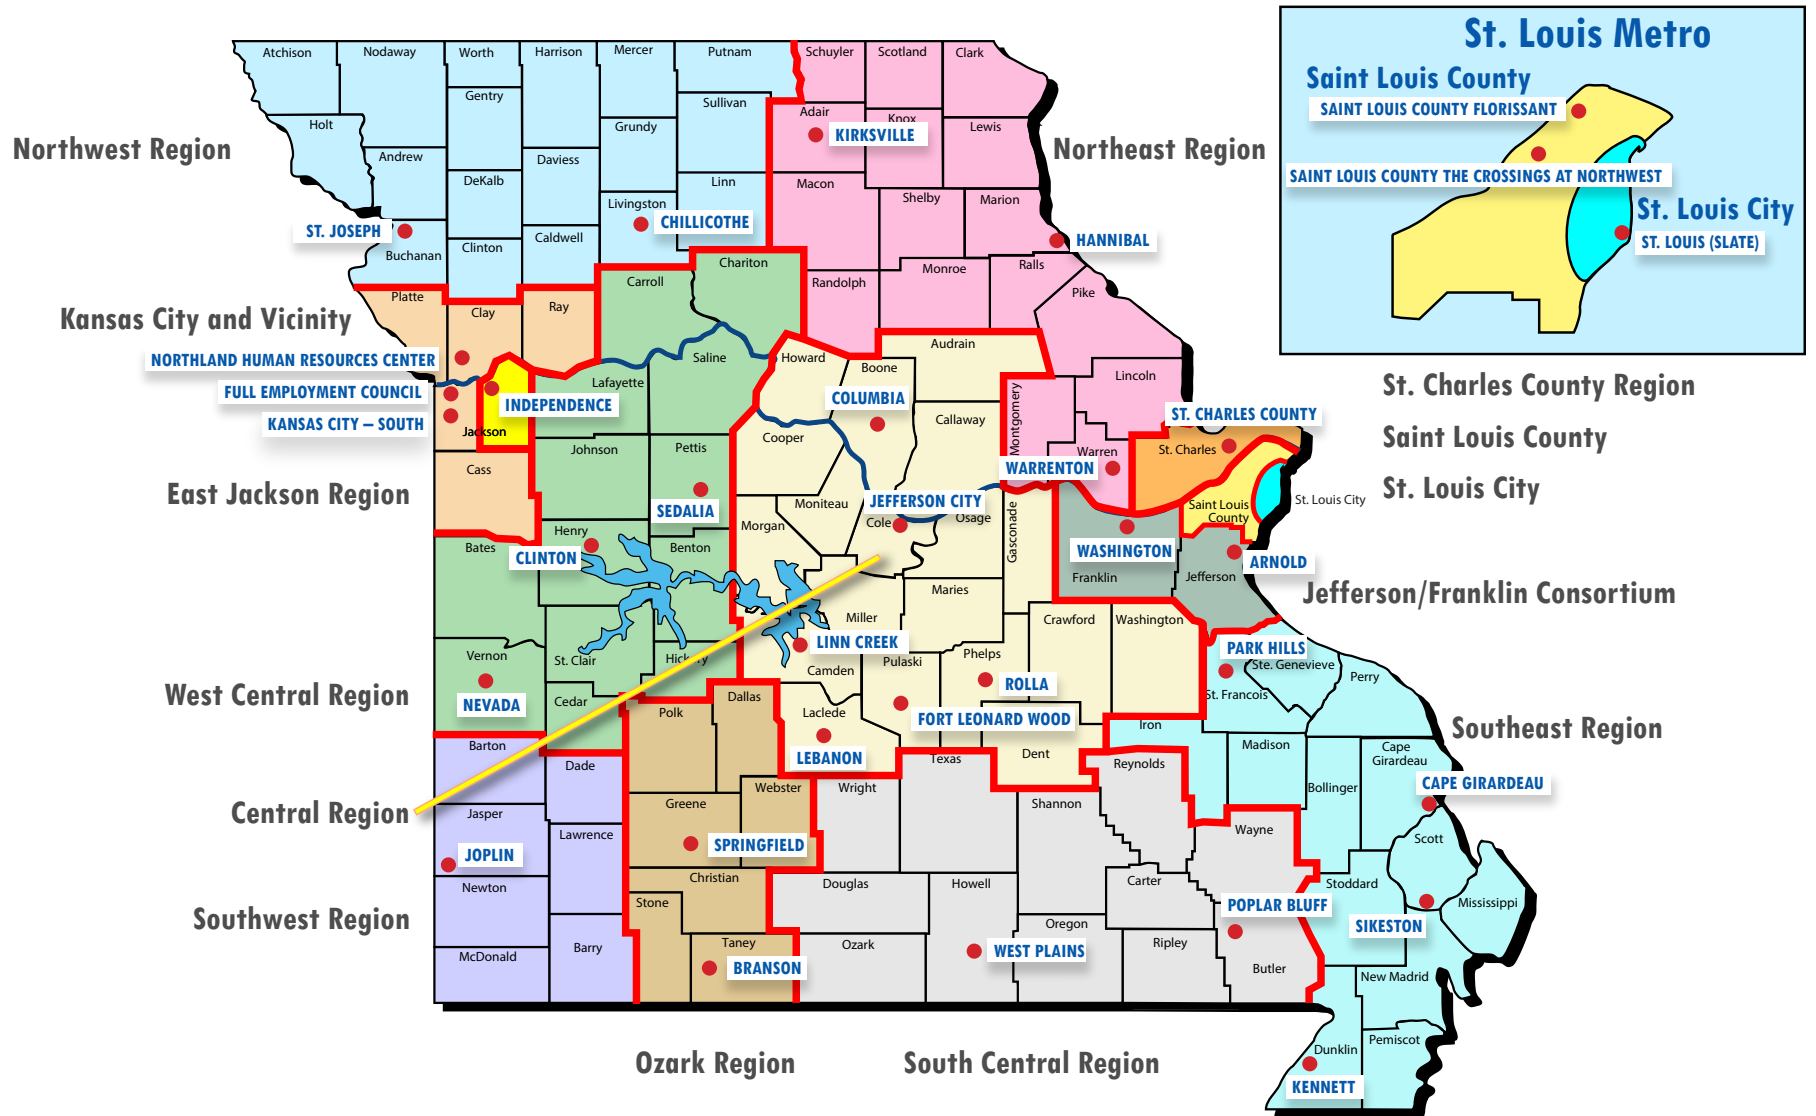 St. Louis Metro
Saint Louis County
SAINT LOUIS COUNTY FLORISSANT
SAINT LOUIS COUNTY THE CROSSINGS AT NORTHWEST
St. Louis City
ST. LOUIS (SLATE)
Atchison
Nodaway
Worth
Harrison
Mercer
Putnam
Schuyler
Scotland
Clark
Gentry
Sullivan
Adair
Knox
Holt
Grundy
Lewis
KIRKSVILLE
Northwest Region
Northeast Region
Andrew
Daviess
DeKalb
Linn
Macon
Livingston
Shelby
Marion
CHILLICOTHE
ST. JOSEPH
Buchanan
Clinton
Caldwell
HANNIBAL
Chariton
Monroe
Ralls
Carroll
Randolph
Pike
Platte
Clay
Ray
Kansas City and Vicinity
NORTHLAND HUMAN RESOURCES CENTER
Saline
Howard
Audrain
Boone
Lincoln
Lafayette
FULL EMPLOYMENT COUNCIL
INDEPENDENCE
COLUMBIA
St. Charles County Region
KANSAS CITY – SOUTH
Jackson
Callaway
Montgomery
ST. CHARLES COUNTY
Saint Louis County
Cooper
Johnson
Pettis
Warren
St. Charles
Cass
WARRENTON
East Jackson Region
St. Louis City
St. Louis City
SEDALIA
Moniteau
JEFFERSON CITY
Saint Louis
County
Morgan
Cole
Osage
Gasconade
Henry
Bates
CLINTON
Benton
WASHINGTON
ARNOLD
Franklin
Jefferson
Jefferson/Franklin Consortium
Maries
Miller
Crawford
Washington
LINN CREEK
PARK HILLS
Vernon
St. Clair
Hickory
Camden
Pulaski
Phelps
Ste. Genevieve
Perry
West Central Region
NEVADA
Cedar
Dallas
ROLLA
St. Francois
Polk
Laclede
FORT LEONARD WOOD
Iron
Southeast Region
Barton
LEBANON
Texas
Dent
Madison
Cape
Girardeau
Dade
Reynolds
Central Region
Webster
Wright
Bollinger
CAPE GIRARDEAU
Greene
Shannon
Jasper
Lawrence
Wayne
Scott
JOPLIN
SPRINGFIELD
Newton
Christian
Douglas
Howell
Carter
Stoddard
Stone
POPLAR BLUFF
Mississippi
Southwest Region
Oregon
SIKESTON
Barry
Taney
Ozark
WEST PLAINS
Ripley
McDonald
BRANSON
Butler
New Madrid
Ozark Region
South Central Region
Dunklin
Pemiscot
KENNETT